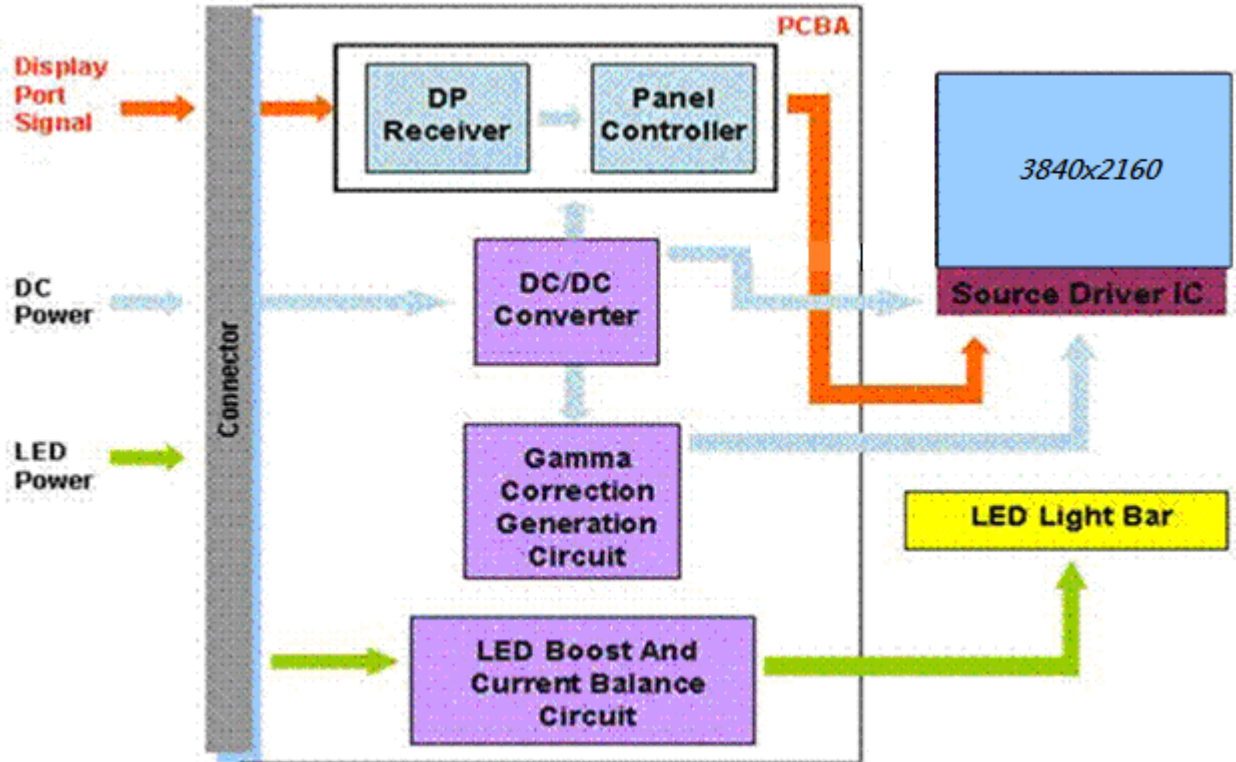 PCBA
Display
Port
Signal
DP
Receiver
Panel
Controller
3840x2160
DC
Power
DC/DC
Converter
Source Driver IC
Connector
LED
Power
Gamma
Correction
Generation
Circuit
LED Light Bar
LED Boost And
Current Balance
Circuit